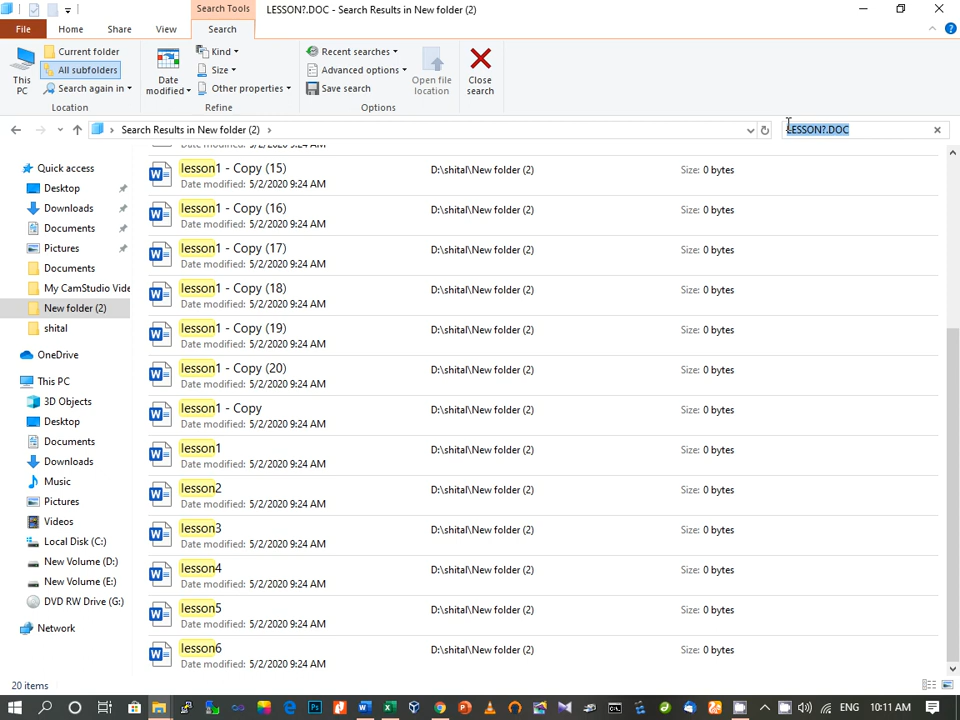 Search Tools
LESSON?.DOC - Search Results in New folder (2)
File
Home
Share
View
Search
This PC
Current folder
All subfolders
Search again in
Location
Date modified
Kind
Size
Other properties
Refine
Recent searches
Advanced options
Save search
Options
Open file location
Close search
Search Results in New folder (2)
LESSON?.DOC
Quick access
Desktop
Downloads
Documents
Pictures
Documents
My CamStudio Vide
New folder (2)
shital
OneDrive
This PC
3D Objects
Desktop
Documents
Downloads
Music
Pictures
Videos
Local Disk (C:)
New Volume (D:)
New Volume (E:)
DVD RW Drive (G:)
Network
Date modified: 5/2/2020 9:24 AM
lesson1 - Copy (15) D:\shital\New folder (2) Size: 0 bytes
Date modified: 5/2/2020 9:24 AM
lesson1 - Copy (16) D:\shital\New folder (2) Size: 0 bytes
Date modified: 5/2/2020 9:24 AM
lesson1 - Copy (17) D:\shital\New folder (2) Size: 0 bytes
Date modified: 5/2/2020 9:24 AM
lesson1 - Copy (18) D:\shital\New folder (2) Size: 0 bytes
Date modified: 5/2/2020 9:24 AM
lesson1 - Copy (19) D:\shital\New folder (2) Size: 0 bytes
Date modified: 5/2/2020 9:24 AM
lesson1 - Copy (20) D:\shital\New folder (2) Size: 0 bytes
Date modified: 5/2/2020 9:24 AM
lesson1 - Copy D:\shital\New folder (2) Size: 0 bytes
Date modified: 5/2/2020 9:24 AM
lesson1 D:\shital\New folder (2) Size: 0 bytes
Date modified: 5/2/2020 9:24 AM
lesson2 D:\shital\New folder (2) Size: 0 bytes
Date modified: 5/2/2020 9:24 AM
lesson3 D:\shital\New folder (2) Size: 0 bytes
Date modified: 5/2/2020 9:24 AM
lesson4 D:\shital\New folder (2) Size: 0 bytes
Date modified: 5/2/2020 9:24 AM
lesson5 D:\shital\New folder (2) Size: 0 bytes
Date modified: 5/2/2020 9:24 AM
lesson6 D:\shital\New folder (2) Size: 0 bytes
Date modified: 5/2/2020 9:24 AM
20 items
ENG 10:11 AM